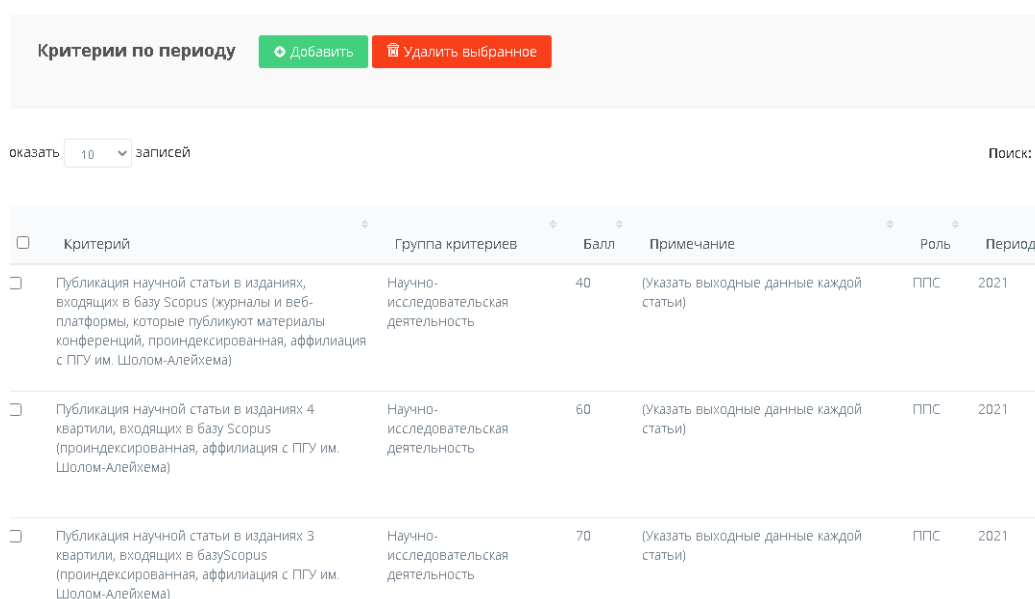 Критерии по периоду Добавить Удалить выбранное
оказать 10 записей Поиск:
Критерий Группа критериев Балл Примечание Роль Период
Публикация научной статьи в изданиях, Научно- 40 (Указать выходные данные каждой ППС 2021
входящих в базу Scopus (журналы и веб- исследовательская статьи)
платформы, которые публикуют материалы деятельность
конференций, проиндексированная, аффилиация
с ПГУ им. Шолом-Алейхема)
Публикация научной статьи в изданиях 4 Научно- 60 (Указать выходные данные каждой ППС 2021
квартили, входящих в базу Scopus исследовательская статьи)
(проиндексированная, аффилиация с ПГУ им. деятельность
Шолом-Алейхема)
Публикация научной статьи в изданиях 3 Научно- 70 (Указать выходные данные каждой ППС 2021
квартили, входящих в базуScopus исследовательская статьи)
(проиндексированная, аффилиация с ПГУ им. деятельность
Шолом-Алейхема)